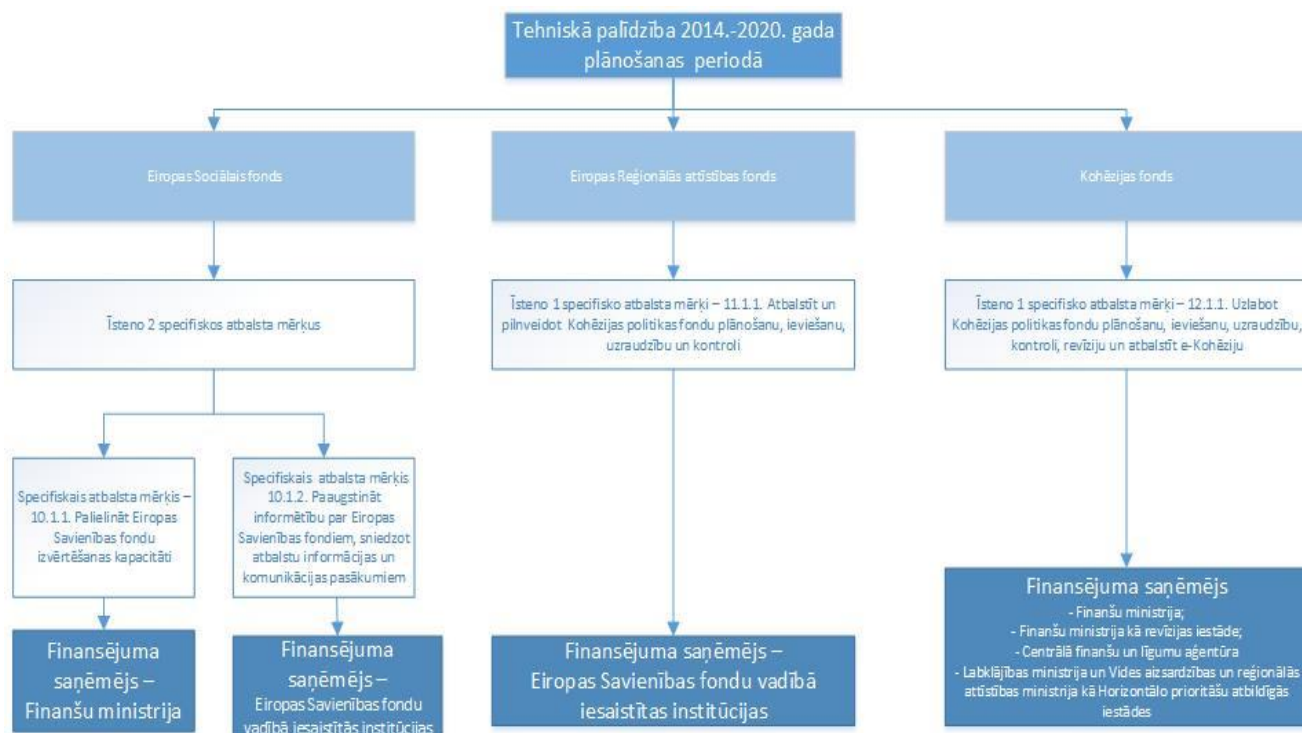 Tehniskā palīdzība 2014.-2020. gada
plānošanas periodā
Eiropas Sociālais fonds
Eiropas Reģionālās attīstības fonds
Kohēzijas fonds
Īsteno 2 specifiskos atbalsta mērķus
Īsteno 1 specifisko atbalsta mērķi – 11.1.1. Atbalstīt un
pilnveidot Kohēzijas politikas fondu plānošanu, ieviešanu,
uzraudzību un kontroli
Īsteno 1 specifisko atbalsta mērķi – 12.1.1. Uzlabot
Kohēzijas politikas fondu plānošanu, ieviešanu, uzraudzību,
kontroli, revīziju un atbalstīt e-Kohēziju
Specifiskais atbalsta mērķis –
10.1.1. Palielināt Eiropas
Savienības fondu
izvērtēšanas kapacitāti
Specifiskais atbalsta mērķis
10.1.2. Paaugstināt
informētību par Eiropas
Savienības fondiem, sniedzot
atbalstu informācijas un
komunikācijas pasākumiem
Finansējuma
saņēmējs –
Finanšu ministrija
Finansējuma
saņēmējs –
Eiropas Savienības fondu
vadībā iesaistītās institūcijas
Finansējuma saņēmējs –
Eiropas Savienības fondu vadībā
iesaistītas institūcijas
Finansējuma saņēmējs
- Finanšu ministrija;
- Finanšu ministrija kā revīzijas iestāde;
- Centrālā finanšu un līgumu aģentūra
- Labklājības ministrija un Vides aizsardzības un reģionālās
attīstības ministrija kā Horizontālo prioritāšu atbildīgās
iestādes